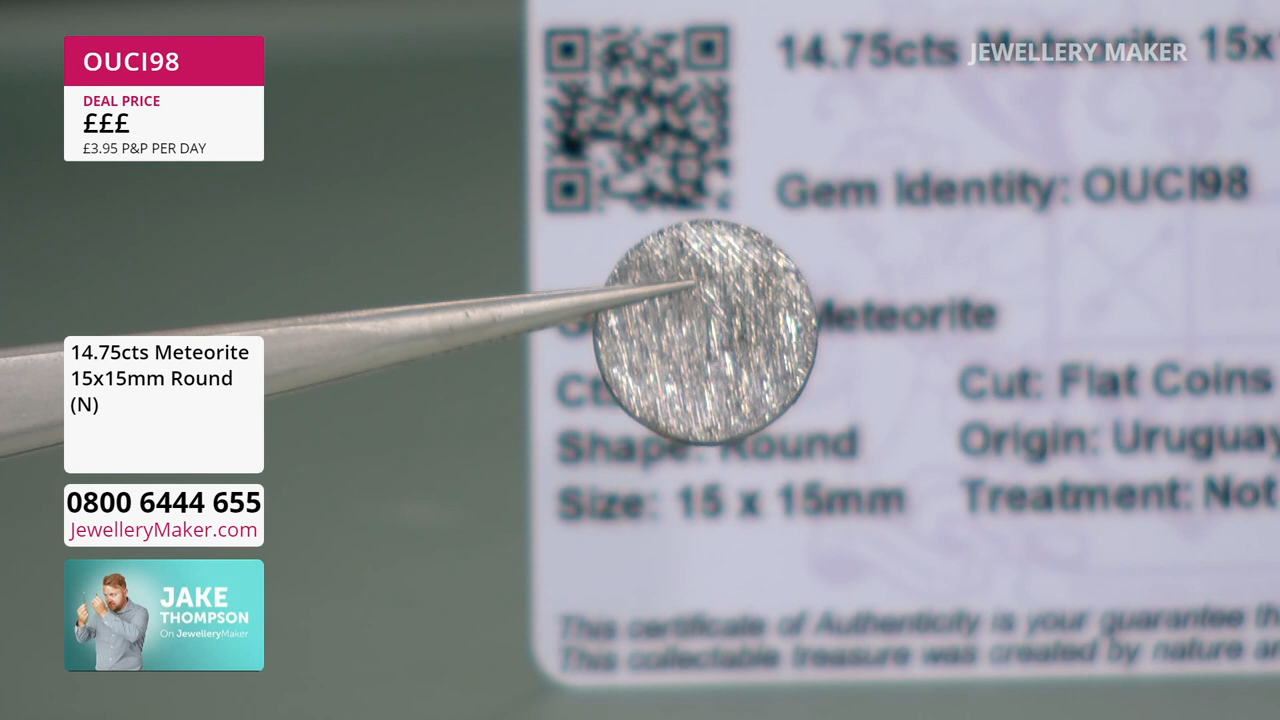 OUCI98
DEAL PRICE
£££
£3.95 P&P PER DAY
14.75cts Meteorite
15x15mm Round
(N)
0800 6444 655
JewelleryMaker.com
JAKE
THOMPSON
On JewelleryMaker
JEWELLERY MAKER
14.75cts Meteorite 15x
Gem Identity: OUCI98
Meteorite
Cut: Flat Coins
Shape: Round
Origin: Uruguay
Size: 15 x 15mm
Treatment: Not
This certificate of Authenticity is your guarantee
This collectable treasure was created by nature